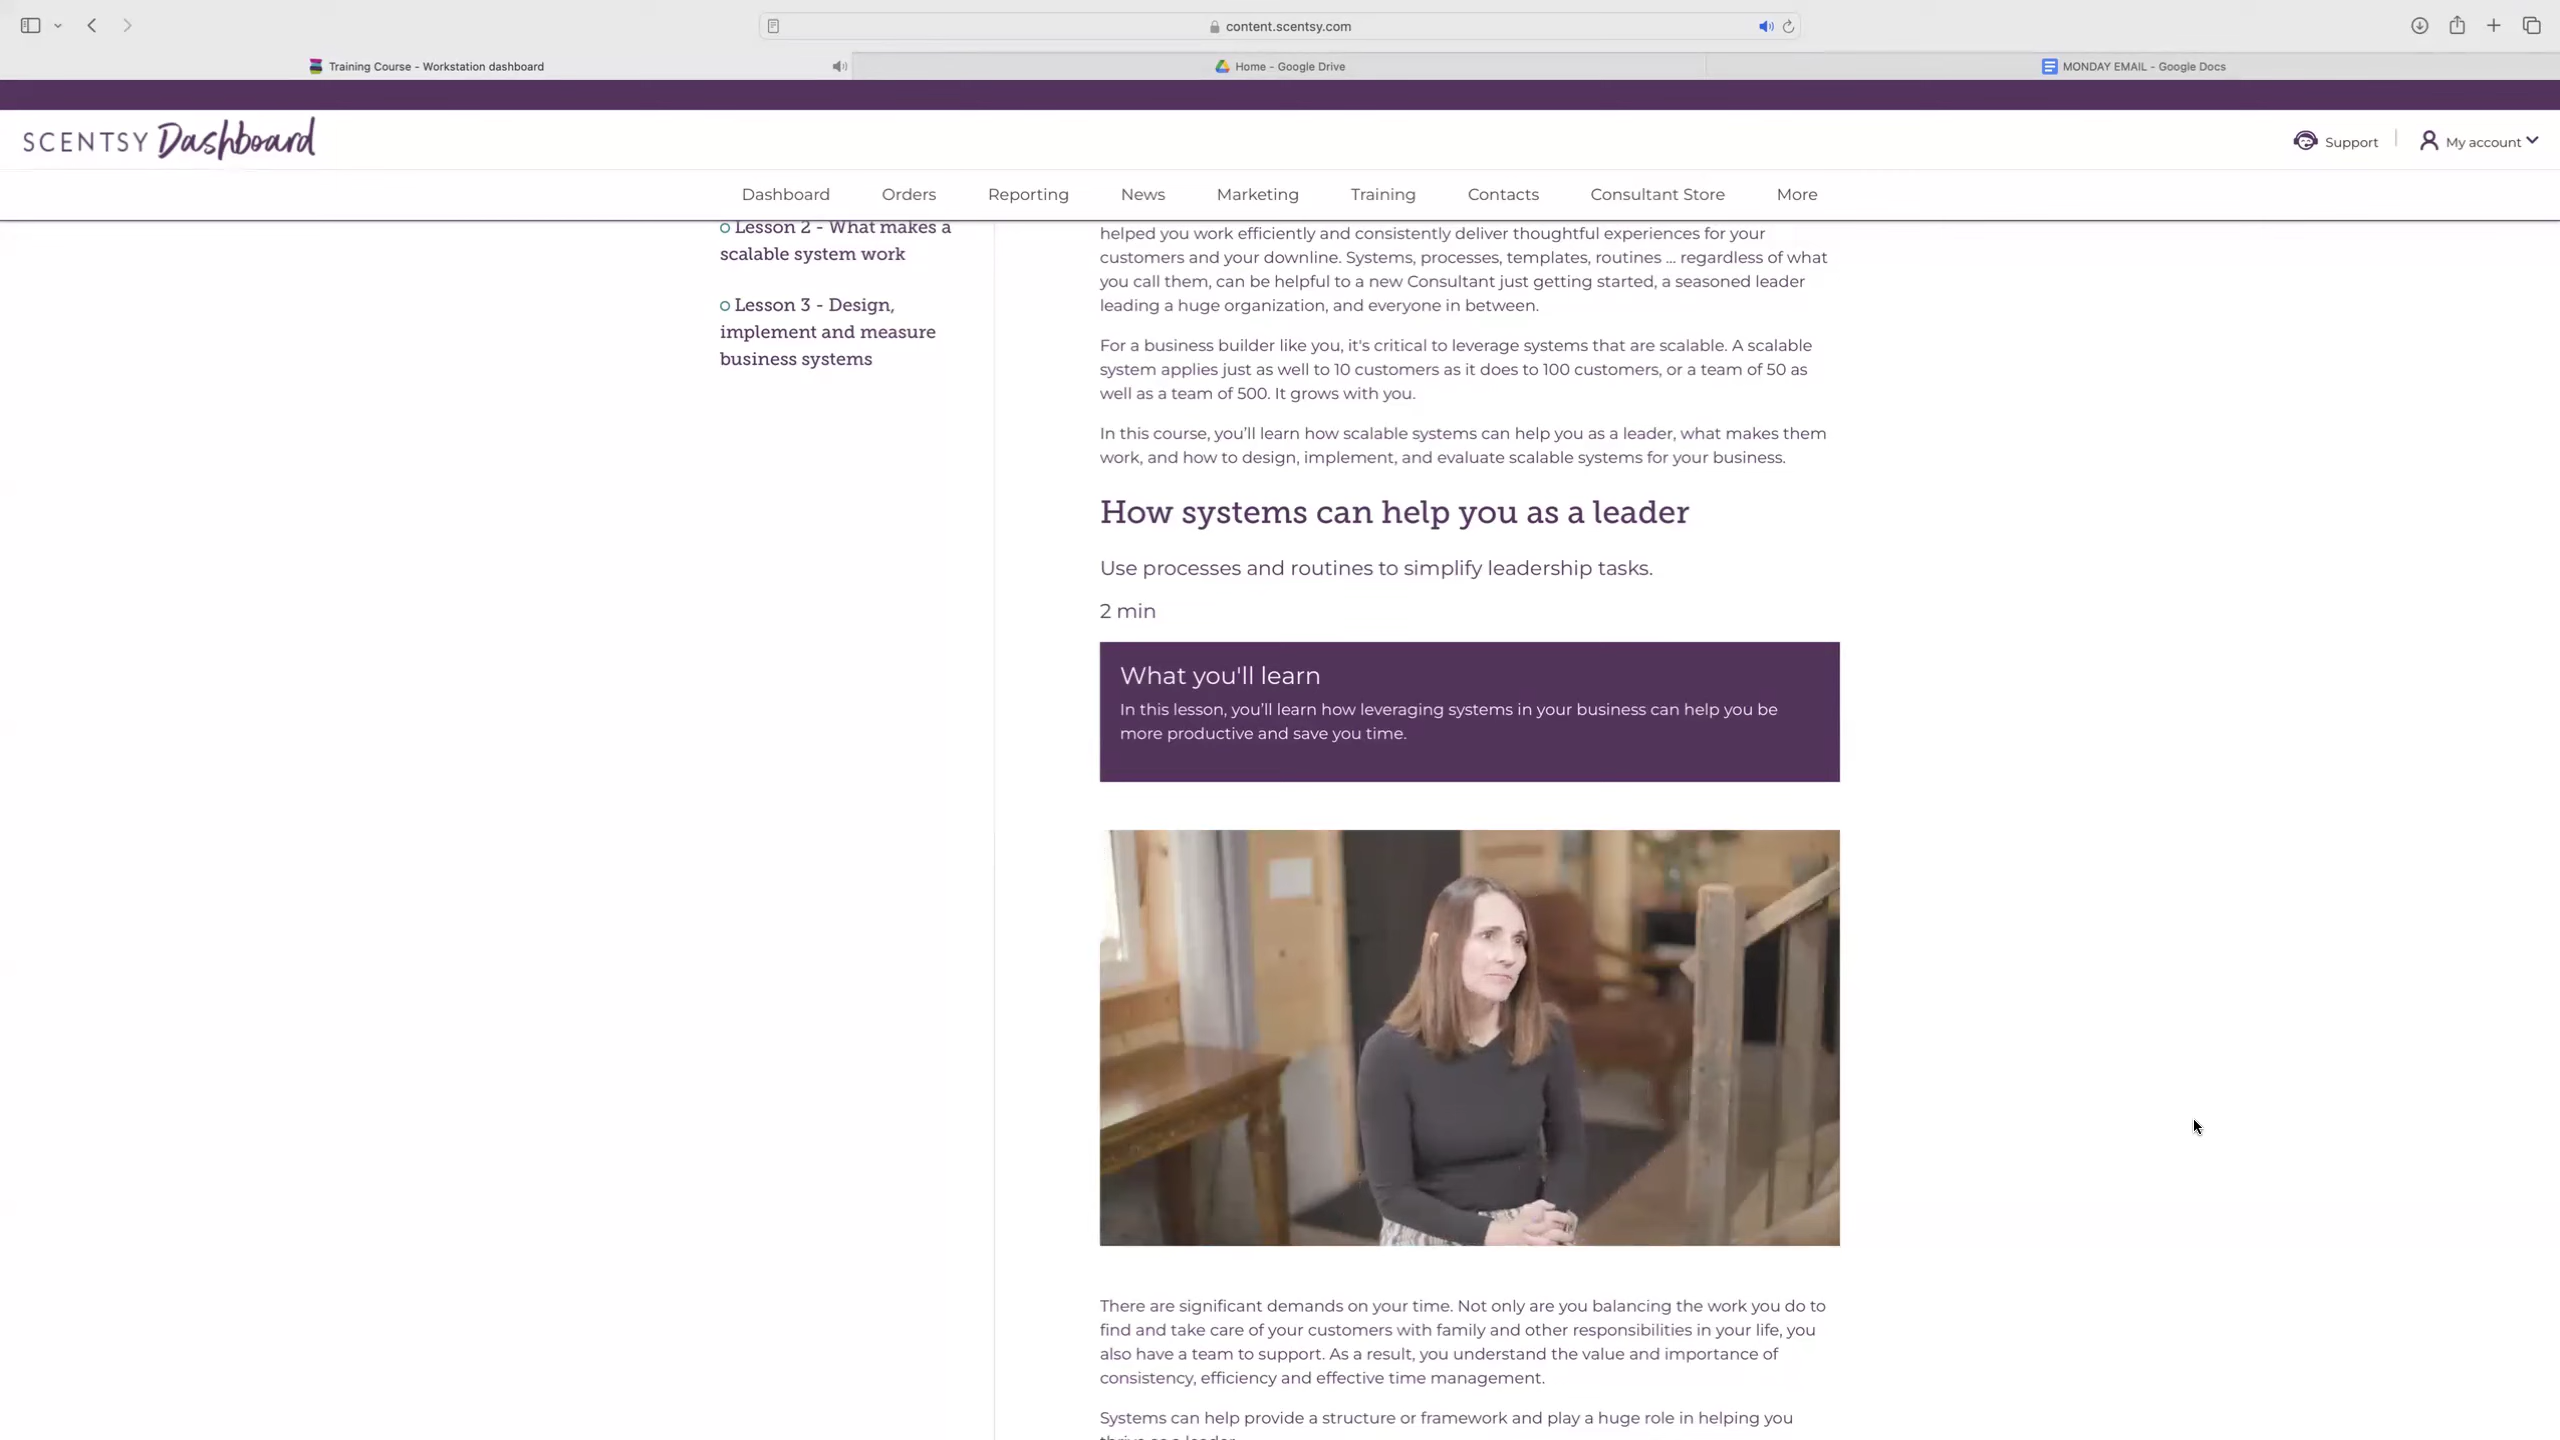 content.scentsy.com
Training Course - Workstation dashboard
Home - Google Drive
MONDAY EMAIL - Google Docs
SCENTSY Dashboard
Support
My account
Dashboard
Orders
Reporting
News
Marketing
Training
Contacts
Consultant Store
More
Lesson 2 - What makes a
scalable system work
Lesson 3 - Design,
implement and measure
business systems
helped you work efficiently and consistently deliver thoughtful experiences for your
customers and your downline. Systems, processes, templates, routines ... regardless of what
you call them, can be helpful to a new Consultant just getting started, a seasoned leader
leading a huge organization, and everyone in between.
For a business builder like you, it's critical to leverage systems that are scalable. A scalable
system applies just as well to 10 customers as it does to 100 customers, or a team of 50 as
well as a team of 500. It grows with you.
In this course, you’ll learn how scalable systems can help you as a leader, what makes them
work, and how to design, implement, and evaluate scalable systems for your business.
How systems can help you as a leader
Use processes and routines to simplify leadership tasks.
2 min
What you'll learn
In this lesson, you’ll learn how leveraging systems in your business can help you be
more productive and save you time.
There are significant demands on your time. Not only are you balancing the work you do to
find and take care of your customers with family and other responsibilities in your life, you
also have a team to support. As a result, you understand the value and importance of
consistency, efficiency and effective time management.
Systems can help provide a structure or framework and play a huge role in helping you